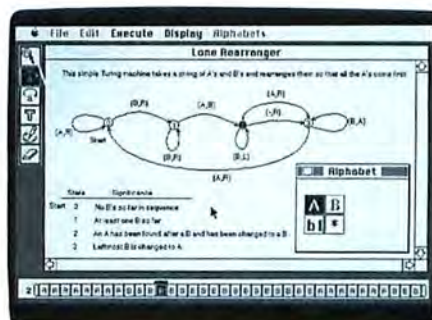 File Edit Execute Display Alphabets
Lone Rearranger
This simple Turing machine takes a string of A's and B's and rearranges them so that all the A's come first
(A,R)
(B,R)
(A,B)
(A,R)
(-,R)
(B,A)
Start
(B,R)
(B,L)
(A,R)
State Significance
Start 0 No B's so far in sequence
1 At least one B so far
2 An A has been found after a B and has been changed to a B
3 Leftmost B is changed to A
Alphabet
A B
bl *
2